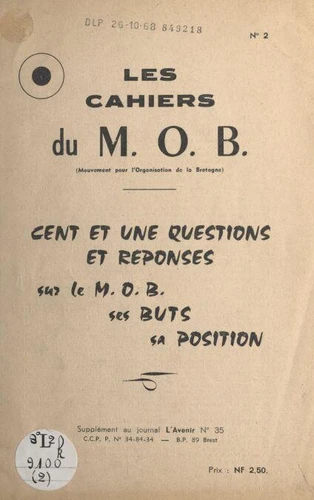 DLP 26-10-68 849218
N° 2
LES
CAHIERS
du M. O. B.
(Mouvement pour l'Organisation de la Bretagne)
CENT ET UNE QUESTIONS
ET REPONSES
sur le M. O. B.
ses BUTS
sa POSITION
Supplément au journal L'Avenir N° 35
C.C.P. P. N° 34-84-34 — B.P. 89 Brest
9100
(2)
Prix : NF 2,50.